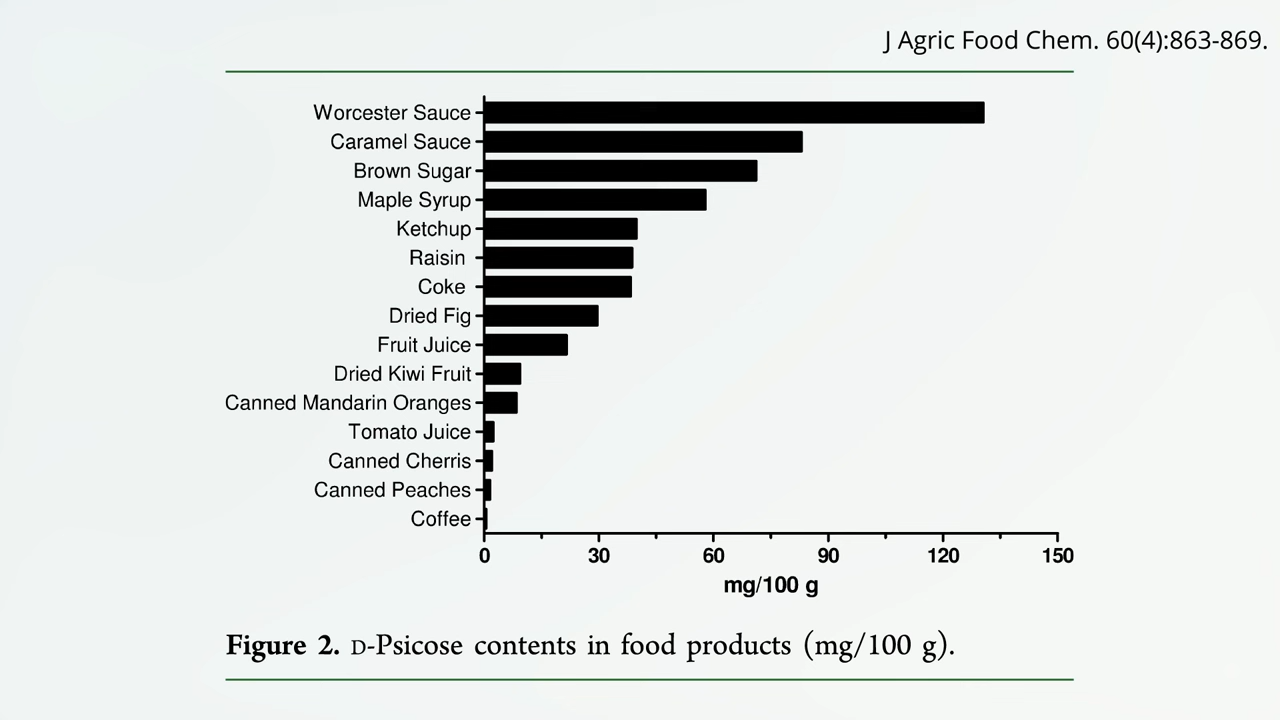 J Agric Food Chem. 60(4):863-869.
Worcester Sauce
Caramel Sauce
Brown Sugar
Maple Syrup
Ketchup
Raisin
Coke
Dried Fig
Fruit Juice
Dried Kiwi Fruit
Canned Mandarin Oranges
Tomato Juice
Canned Cherris
Canned Peaches
Coffee
0 30 60 90 120 150
mg/100 g
Figure 2. D-Psicose contents in food products (mg/100 g).